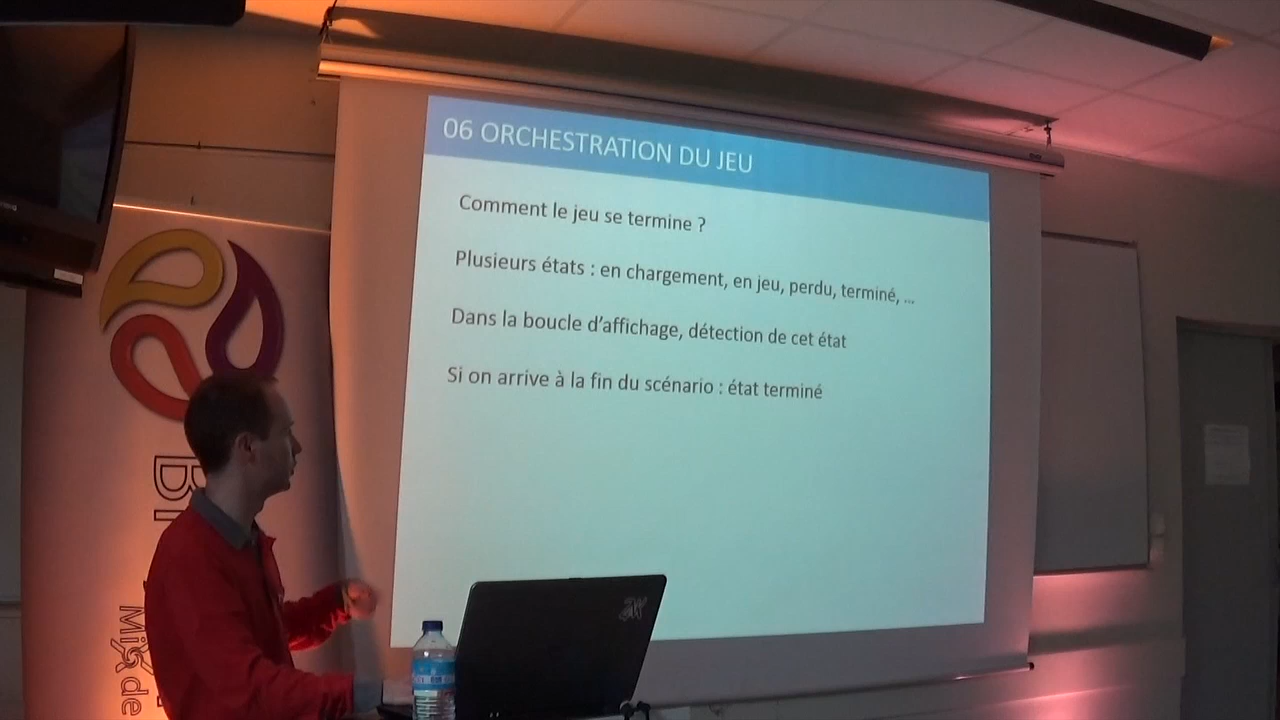 06 ORCHESTRATION DU JEU
Comment le jeu se termine ?
Plusieurs états : en chargement, en jeu, perdu, terminé, ...
Dans la boucle d'affichage, détection de cet état
Si on arrive à la fin du scénario : état terminé